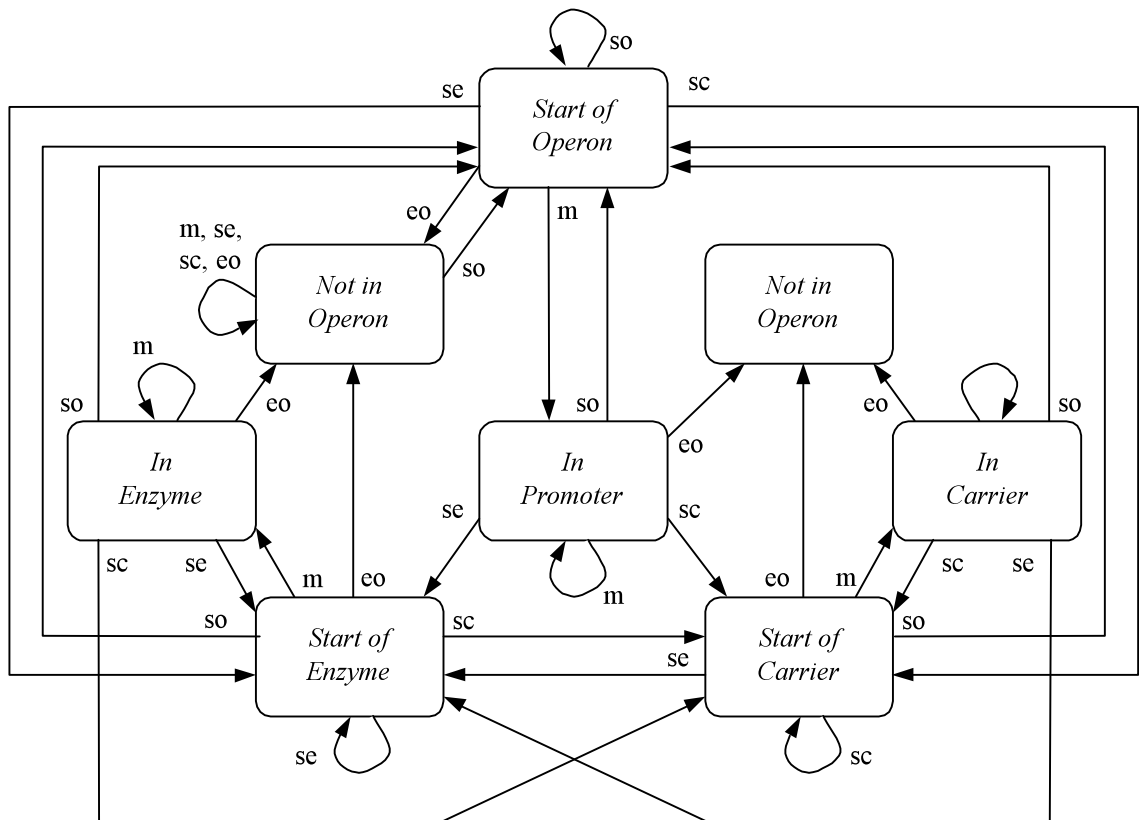 so
se
sc
Start of
Operon
eo
m
so
m, se,
sc, eo
Not in
Operon
Not in
Operon
m
so
eo
so
eo
so
eo
In
Enzyme
In
Promoter
In
Carrier
se
sc
sc
se
m
eo
m
eo
m
sc
se
so
Start of
Enzyme
sc
se
Start of
Carrier
so
se
sc